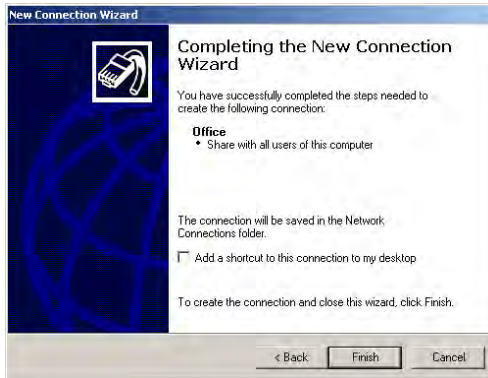 New Connection Wizard
Completing the New Connection
Wizard
You have successfully completed the steps needed to
create the following connection:
Office
• Share with all users of this computer
The connection will be saved in the Network
Connections folder.
Add a shortcut to this connection to my desktop
To create the connection and close this wizard, click Finish.
< Back Finish Cancel